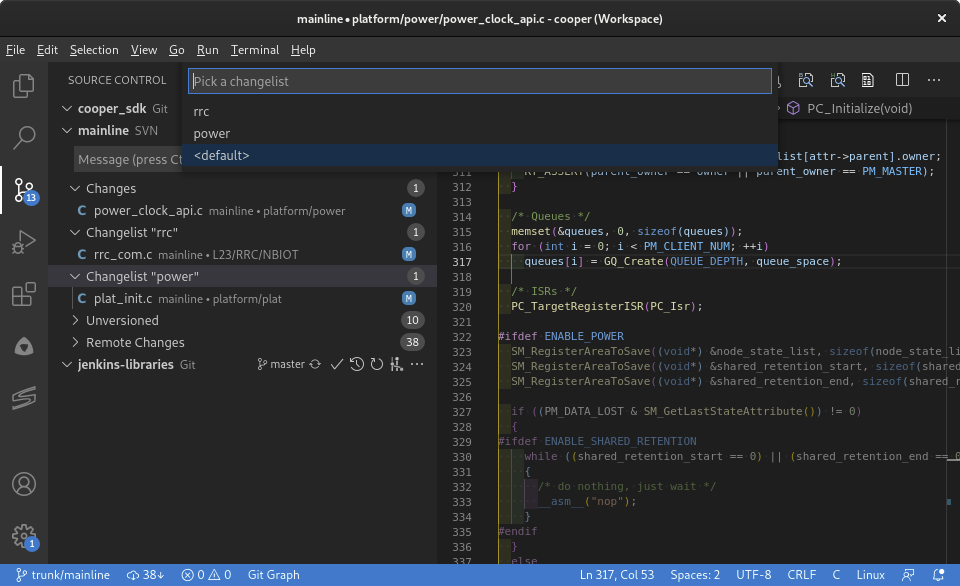 mainline • platform/power/power_clock_api.c - cooper (Workspace)
File Edit Selection View Go Run Terminal Help
SOURCE CONTROL
Pick a changelist
rrc
power
<default>
PC_Initialize(void)
cooper_sdk Git
mainline SVN
Message (press Ct
Changes 1
power_clock_api.c mainline • platform/power M
Changelist "rrc" 1
rrc_com.c mainline • L23/RRC/NBIOT M
Changelist "power" 1
plat_init.c mainline • platform/plat M
Unversioned 10
Remote Changes 38
jenkins-libraries Git master
13
1
list[attr->parent].owner;
311 RT_ASSERT(parent_owner == owner || parent_owner == PM_MASTER);
312 }
313
314 /* Queues */
315 memset(&queues, 0, sizeof(queues));
316 for (int i = 0; i < PM_CLIENT_NUM; ++i)
317 queues[i] = GQ_Create(QUEUE_DEPTH, queue_space);
318
319 /* ISRs */
320 PC_TargetRegisterISR(PC_Isr);
321
322 #ifdef ENABLE_POWER
323 SM_RegisterAreaToSave((void*) &node_state_list, sizeof(node_state_li
324 SM_RegisterAreaToSave((void*) &shared_retention_start, sizeof(shared
325 SM_RegisterAreaToSave((void*) &shared_retention_end, sizeof(shared_r
326
327 if ((PM_DATA_LOST & SM_GetLastStateAttribute()) != 0)
328 {
329 #ifdef ENABLE_SHARED_RETENTION
330 while ((shared_retention_start == 0) || (shared_retention_end == 0
331 {
332 /* do nothing, just wait */
333 __asm__("nop");
334 }
335 #endif
336 }
337 else
trunk/mainline 38↓ 0 0 Git Graph Ln 317, Col 53 Spaces: 2 UTF-8 CRLF C Linux